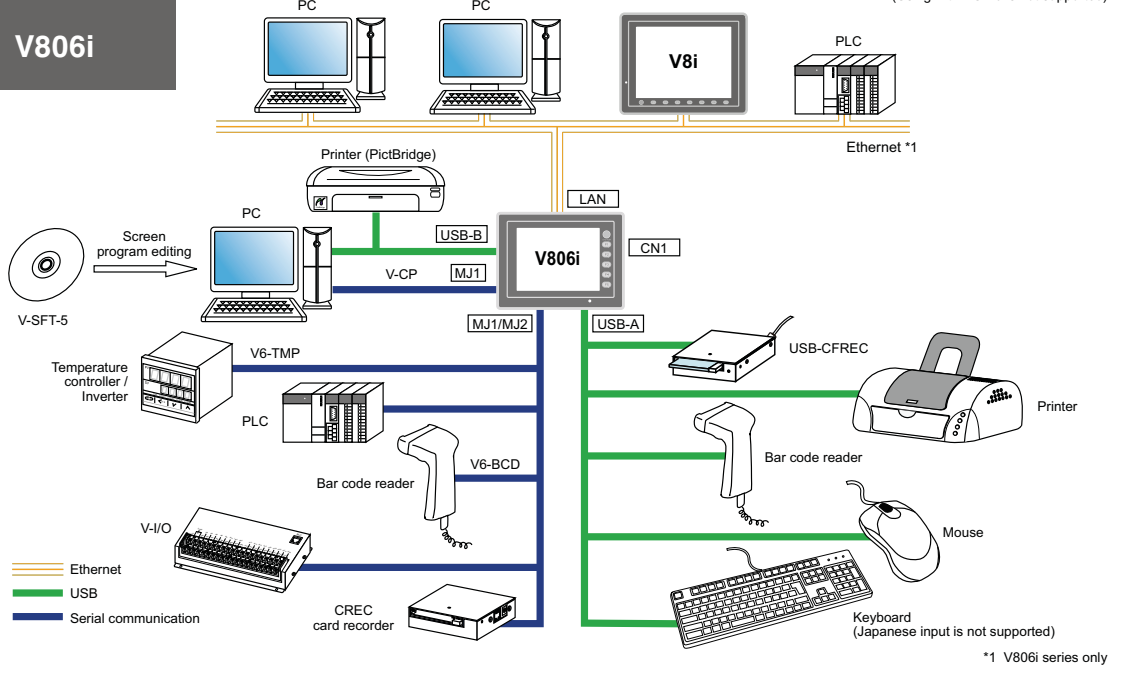 V806i
PC
PC
V8i
PLC
Ethernet *1
Printer (PictBridge)
LAN
PC
USB-B
V806i
CN1
Screen
program editing
V-CP
MJ1
V-SFT-5
MJ1/MJ2
USB-A
V6-TMP
USB-CFREC
Temperature
controller /
Inverter
Printer
PLC
V6-BCD
Bar code reader
Bar code reader
V-I/O
Mouse
Ethernet
USB
Serial communication
CREC
card recorder
Keyboard
(Japanese input is not supported)
*1 V806i series only